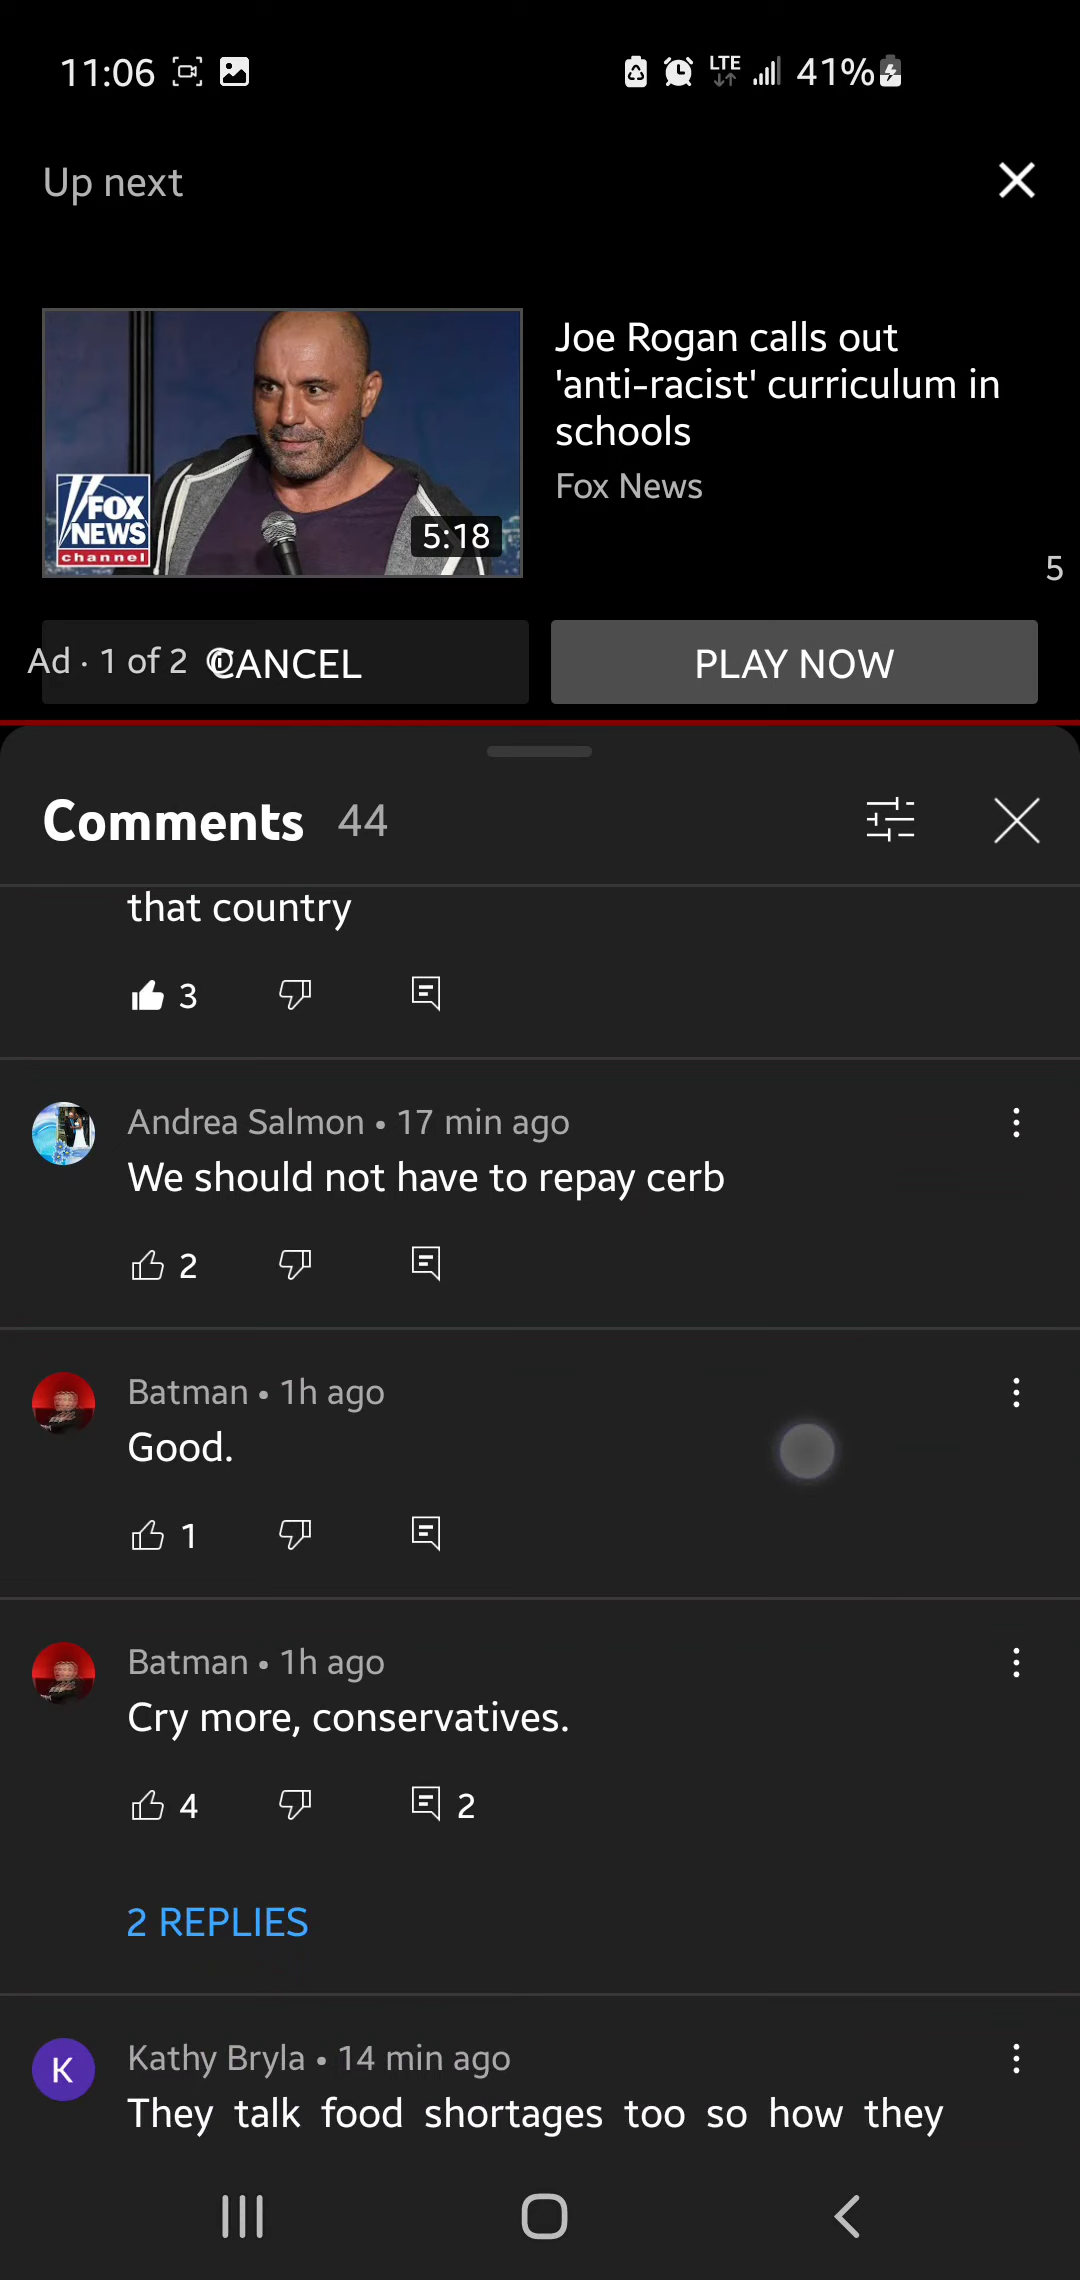 11:06 LTE 41%
Up next
Joe Rogan calls out
'anti-racist' curriculum in
schools
Fox News
FOX
NEWS
channel
5:18
5
Ad · 1 of 2 CANCEL
PLAY NOW
Comments 44
that country
3
Andrea Salmon • 17 min ago
We should not have to repay cerb
2
Batman • 1h ago
Good.
1
Batman • 1h ago
Cry more, conservatives.
4 2
2 REPLIES
K
Kathy Bryla • 14 min ago
They talk food shortages too so how they